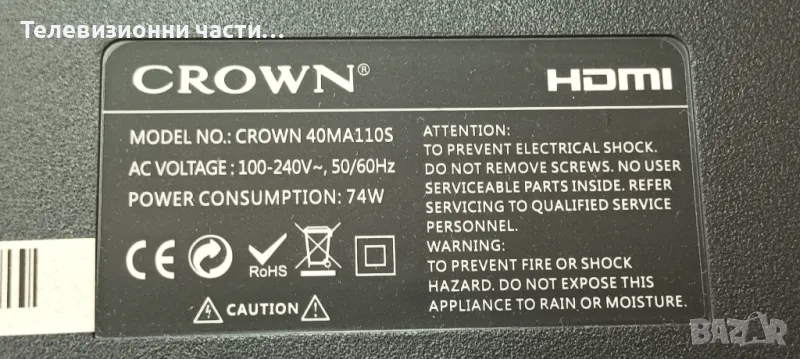 Телевизионни части...
CROWN®
HDMI
MODEL NO.: CROWN 40MA110S
AC VOLTAGE : 100-240V~, 50/60Hz
POWER CONSUMPTION: 74W
CE
RoHS
CAUTION
ATTENTION:
TO PREVENT ELECTRICAL SHOCK.
DO NOT REMOVE SCREWS. NO USER
SERVICEABLE PARTS INSIDE. REFER
SERVICING TO QUALIFIED SERVICE
PERSONNEL.
WARNING:
TO PREVENT FIRE OR SHOCK
HAZARD. DO NOT EXPOSE THIS
APPLIANCE TO RAIN OR MOISTURE.
BAZAR